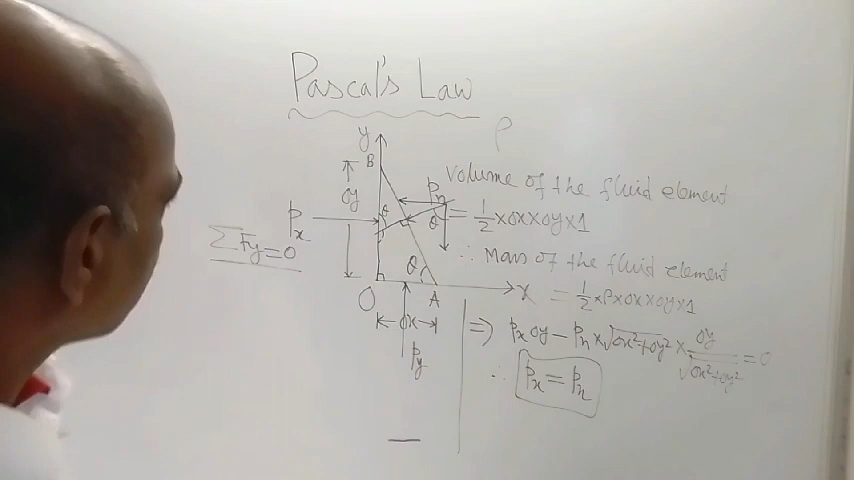 Pascal's Law
ρ
y
B
δy
Volume of the fluid element
pₙ
θ
= 1/2 × δx × δy × 1
pₓ
θ
ΣFy = 0
∴ Mass of the fluid element
θ
O
A
x
= 1/2 × ρ × δx × δy × 1
δx
⇒ pₓ δy − pₙ × √(δx² + δy²) × δy/√(δx² + δy²) = 0
p_y
∴ pₓ = pₙ